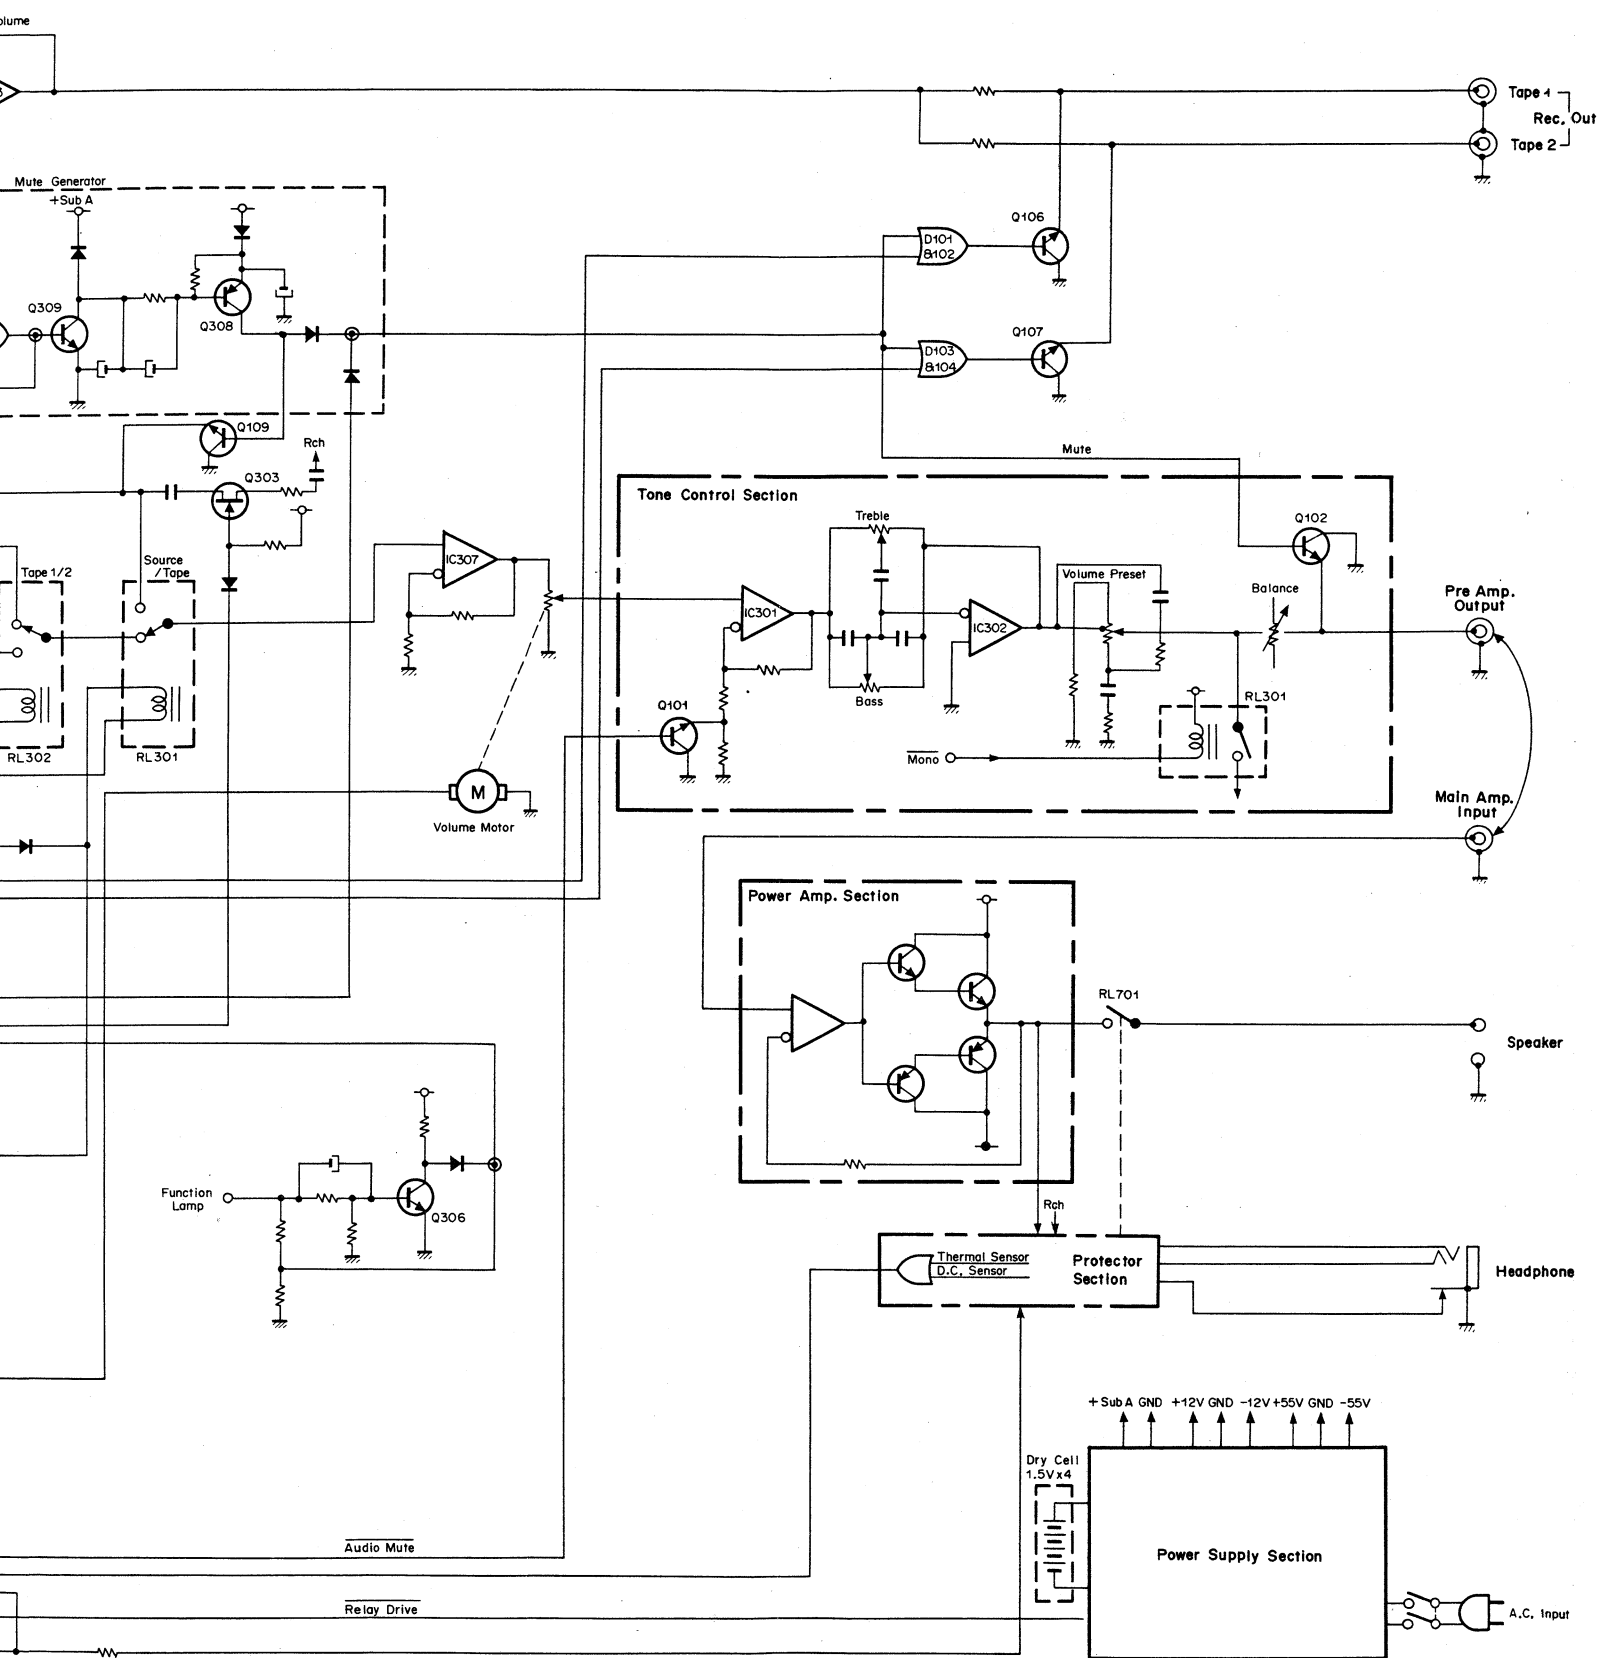 Tape 1
Rec. Out
Tape 2
Mute Generator
+Sub A
Q106
D101
&102
Q309
Q308
Q107
D103
&104
Q109
Rch
Mute
Q303
Tone Control Section
Treble
Q102
IC307
Source
/Tape
Tape 1/2
Volume Preset
Balance
Pre Amp.
Output
IC301
IC302
Bass
RL301
Q101
RL302
RL301
Mono
M
Volume Motor
Main Amp.
Input
Power Amp. Section
RL701
Speaker
Function
Lamp
Q306
Rch
Thermal Sensor
D.C. Sensor
Protector
Section
Headphone
+Sub A GND +12V GND -12V +55V GND -55V
Dry Cell
1.5V x 4
Audio Mute
Power Supply Section
Relay Drive
A.C. Input